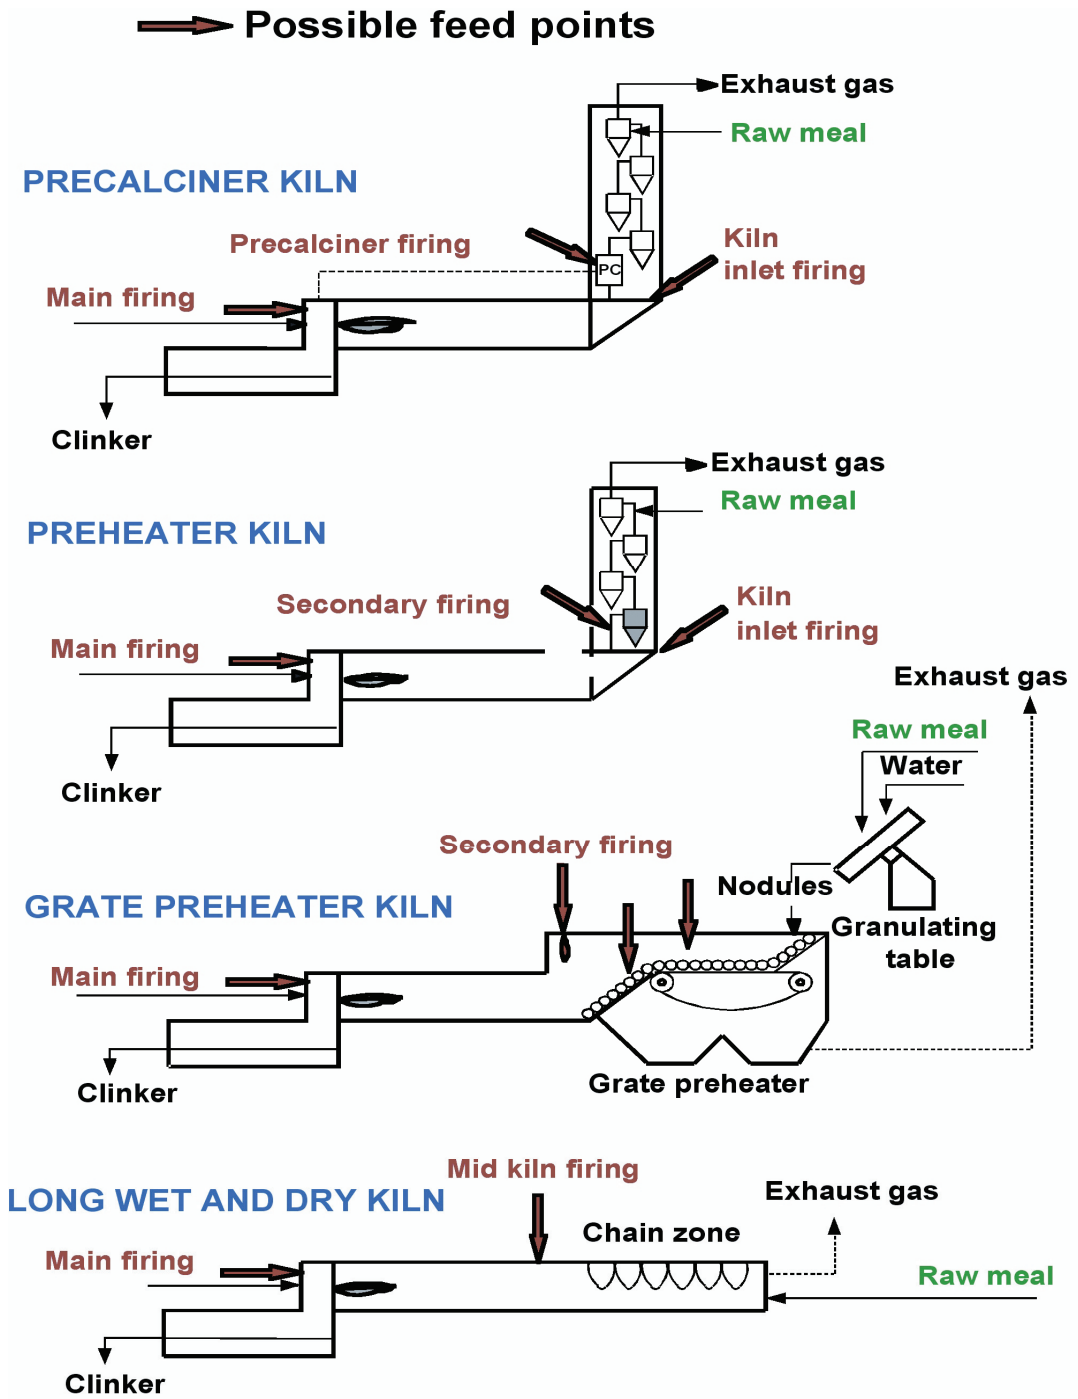 Possible feed points
Exhaust gas
Raw meal
PRECALCINER KILN
Precalciner firing
Kiln
inlet firing
PC
Main firing
Clinker
Exhaust gas
Raw meal
PREHEATER KILN
Secondary firing
Kiln
inlet firing
Main firing
Clinker
Exhaust gas
Raw meal
Water
Secondary firing
Nodules
GRATE PREHEATER KILN
Granulating
table
Main firing
Grate preheater
Clinker
Mid kiln firing
LONG WET AND DRY KILN
Exhaust gas
Chain zone
Main firing
Raw meal
Clinker